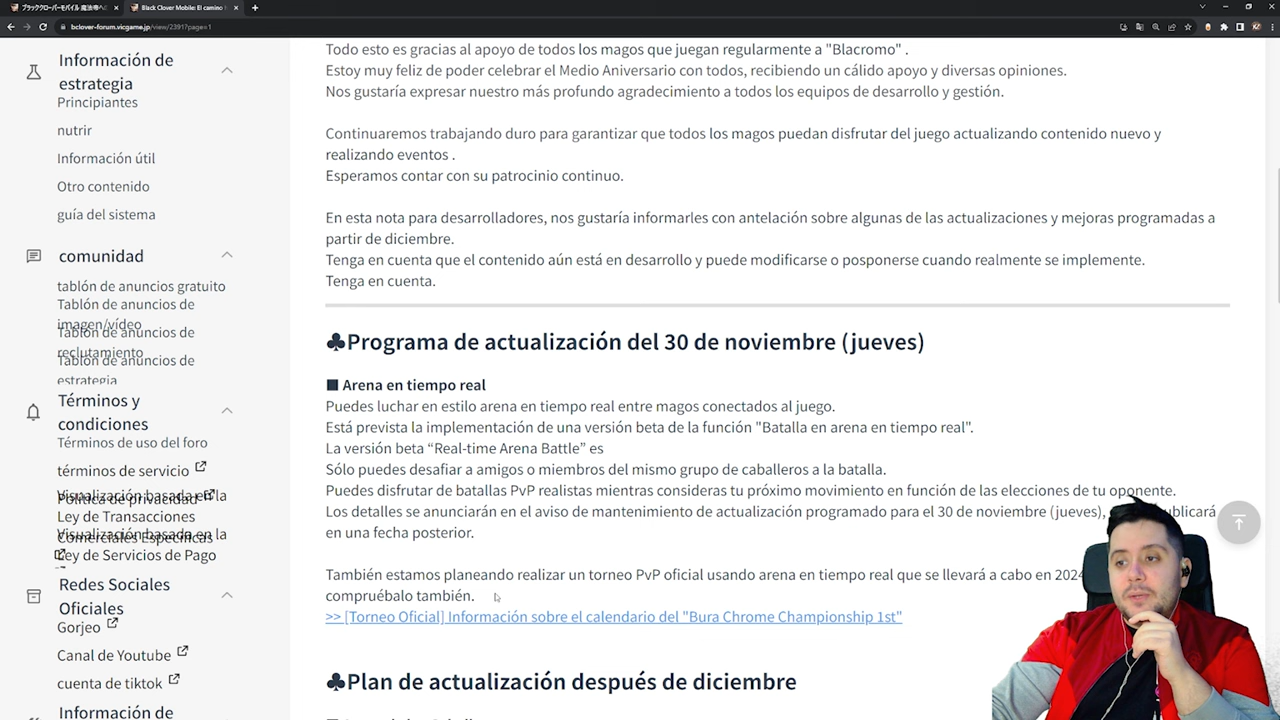 ブラッククローバーモバイル 魔法帝への
Black Clover Mobile: El camino
bclover-forum.vicgame.jp/view/2391?page=1
Información de
estrategia
Principiantes
nutrir
Información útil
Otro contenido
guía del sistema
comunidad
tablón de anuncios gratuito
Tablón de anuncios de
imagen/vídeo
Tablón de anuncios de
reclutamiento
Tablón de anuncios de
estrategia
Términos y
condiciones
Términos de uso del foro
términos de servicio
Política de privacidad
Visualización basada en la
Ley de Transacciones
Comerciales Específicas
Visualización basada en la
Ley de Servicios de Pago
Redes Sociales
Oficiales
Gorjeo
Canal de Youtube
cuenta de tiktok
Información de
Todo esto es gracias al apoyo de todos los magos que juegan regularmente a "Blacromo" .
Estoy muy feliz de poder celebrar el Medio Aniversario con todos, recibiendo un cálido apoyo y diversas opiniones.
Nos gustaría expresar nuestro más profundo agradecimiento a todos los equipos de desarrollo y gestión.
Continuaremos trabajando duro para garantizar que todos los magos puedan disfrutar del juego actualizando contenido nuevo y
realizando eventos .
Esperamos contar con su patrocinio continuo.
En esta nota para desarrolladores, nos gustaría informarles con antelación sobre algunas de las actualizaciones y mejoras programadas a
partir de diciembre.
Tenga en cuenta que el contenido aún está en desarrollo y puede modificarse o posponerse cuando realmente se implemente.
Tenga en cuenta.
♣Programa de actualización del 30 de noviembre (jueves)
■ Arena en tiempo real
Puedes luchar en estilo arena en tiempo real entre magos conectados al juego.
Está prevista la implementación de una versión beta de la función "Batalla en arena en tiempo real".
La versión beta “Real-time Arena Battle” es
Sólo puedes desafiar a amigos o miembros del mismo grupo de caballeros a la batalla.
Puedes disfrutar de batallas PvP realistas mientras consideras tu próximo movimiento en función de las elecciones de tu oponente.
Los detalles se anunciarán en el aviso de mantenimiento de actualización programado para el 30 de noviembre (jueves), publicará
en una fecha posterior.
También estamos planeando realizar un torneo PvP oficial usando arena en tiempo real que se llevará a cabo en 2024
compruébalo también.
>> [Torneo Oficial] Información sobre el calendario del "Bura Chrome Championship 1st"
♣Plan de actualización después de diciembre